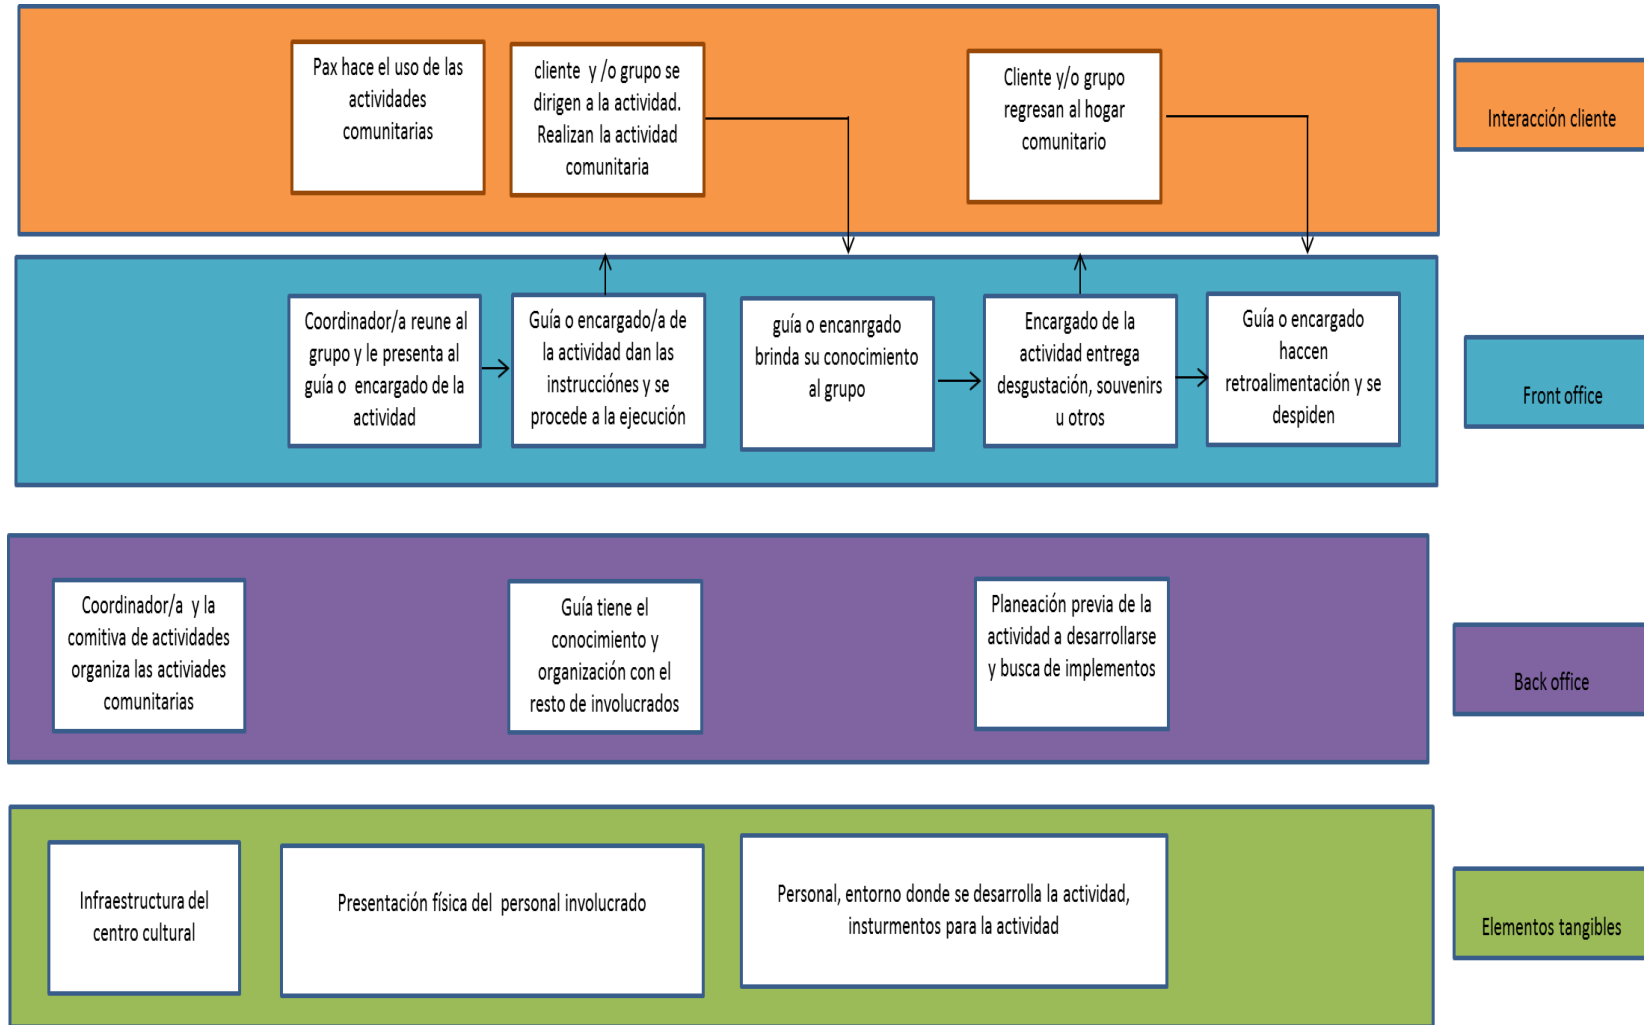 Pax hace el uso de las
actividades
comunitarias
cliente y /o grupo se
dirigen a la actividad.
Realizan la actividad
comunitaria
Cliente y/o grupo
regresan al hogar
comunitario
Interacción cliente
Coordinador/a reune al
grupo y le presenta al
guía o encargado de la
actividad
Guía o encargado/a de
la actividad dan las
instrucciónes y se
procede a la ejecución
guía o encanrgado
brinda su conocimiento
al grupo
Encargado de la
actividad entrega
desgustación, souvenirs
u otros
Guía o encargado
haccen
retroalimentación y se
despiden
Front office
Coordinador/a y la
comitiva de actividades
organiza las activiades
comunitarias
Guía tiene el
conocimiento y
organización con el
resto de involucrados
Planeación previa de la
actividad a desarrollarse
y busca de implementos
Back office
Infraestructura del
centro cultural
Presentación física del personal involucrado
Personal, entorno donde se desarrolla la actividad,
insturmentos para la actividad
Elementos tangibles